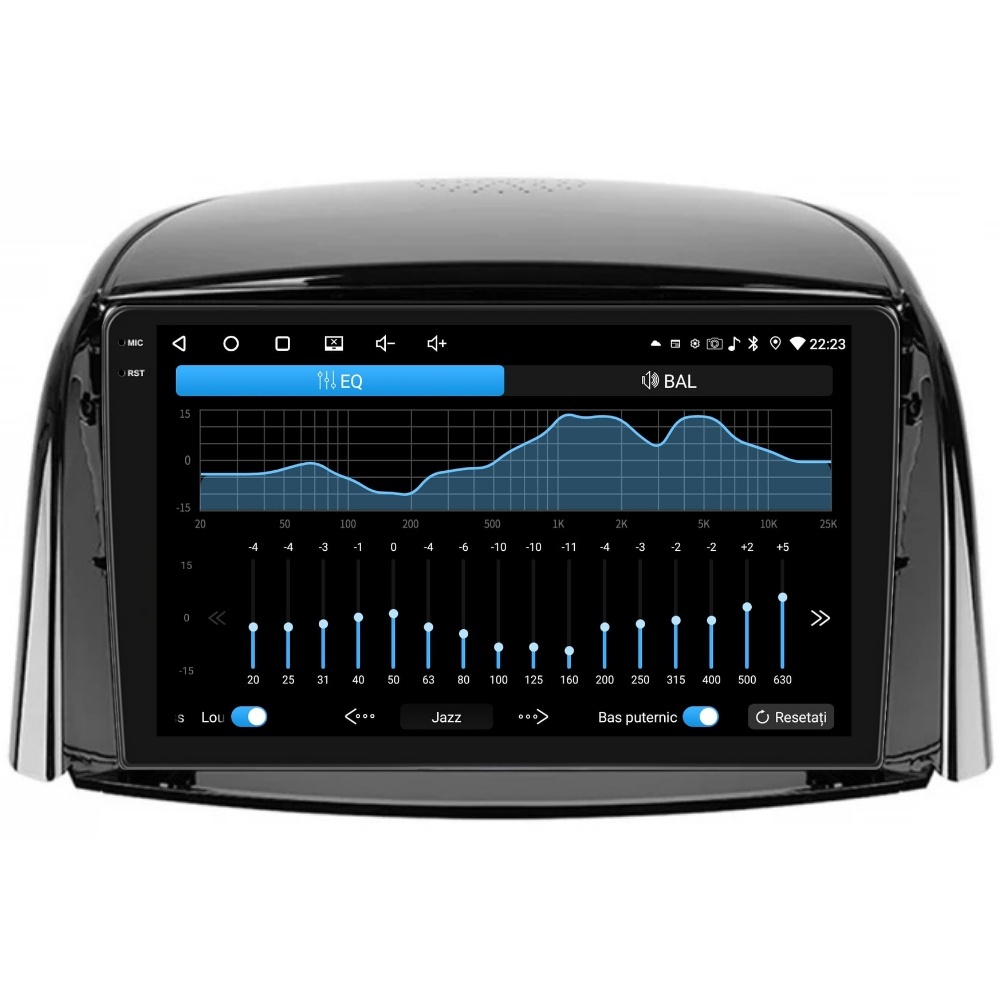 MIC
RST
22:23
EQ BAL
15
0
-15
20 50 100 200 500 1K 2K 5K 10K 25K
-4 -4 -3 -1 0 -4 -6 -10 -10 -11 -4 -3 -2 -2 +2 +5
15
0
-15
20 25 31 40 50 63 80 100 125 160 200 250 315 400 500 630
s Lou Jazz Bas puternic Resetați